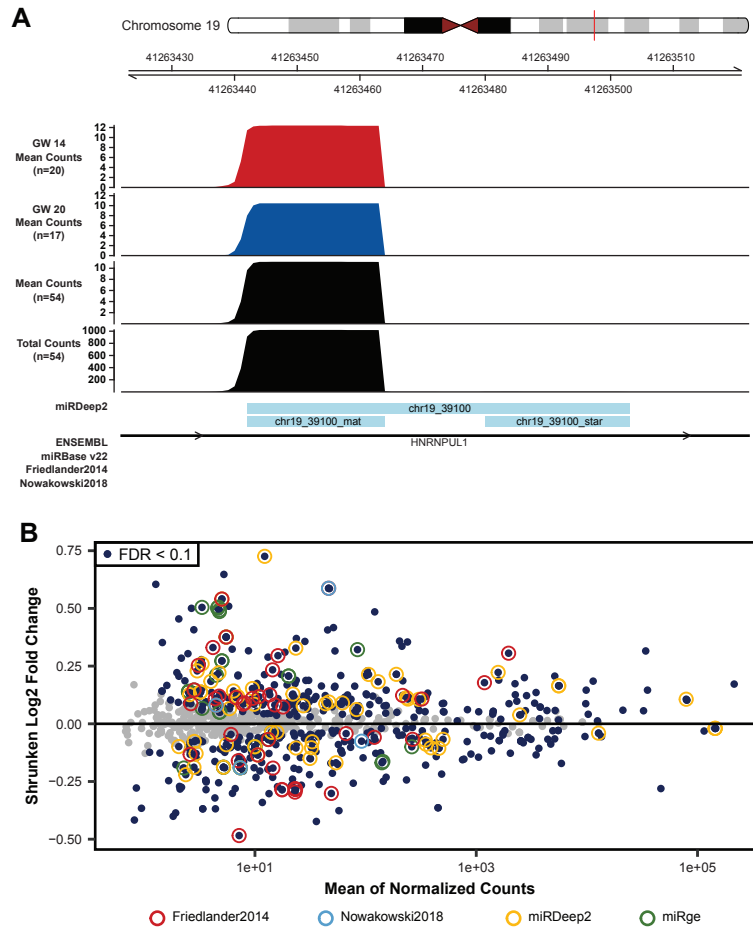 A
Chromosome 19
41263430 41263450 41263470 41263490 41263510
41263440 41263460 41263480 41263500
GW 14
Mean Counts
(n=20)
12
10
8
6
4
2
0
GW 20
Mean Counts
(n=17)
12
10
8
6
4
2
0
Mean Counts
(n=54)
10
8
6
4
2
Total Counts
(n=54)
1000
800
600
400
200
miRDeep2
chr19_39100
chr19_39100_mat chr19_39100_star
ENSEMBL
HNRNPUL1
miRBase v22
Friedlander2014
Nowakowski2018
B
FDR < 0.1
Shrunken Log2 Fold Change
0.75
0.50
0.25
0.00
−0.25
−0.50
1e+01 1e+03 1e+05
Mean of Normalized Counts
Friedlander2014 Nowakowski2018 miRDeep2 miRge